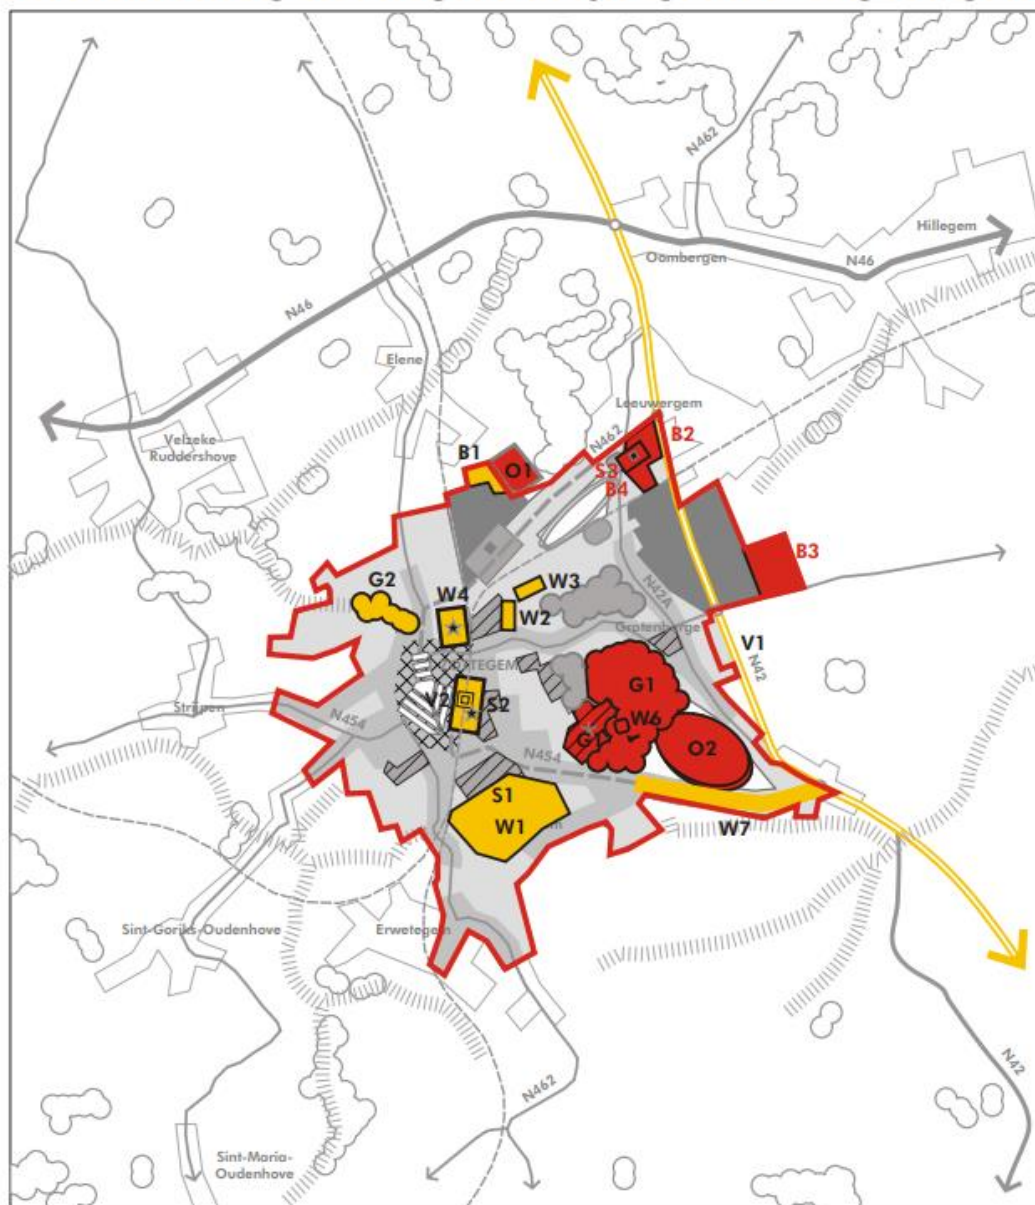 N462
Hillegem
Oombergen
N46
N46
Elene
Leeuwergem
Velzeke-
Ruddershove
N462
B2
B1
O1
S3
B4
B3
G2
W4
W3
W2
N42A
Grotenberge
V1
N42
G1
V2
S2
W6
Strijpen
N454
O2
N454
S1
W1
W7
Sint-Goriks-Oudenhove
Erwetegem
N462
N42
Sint-Maria-
Oudenhove